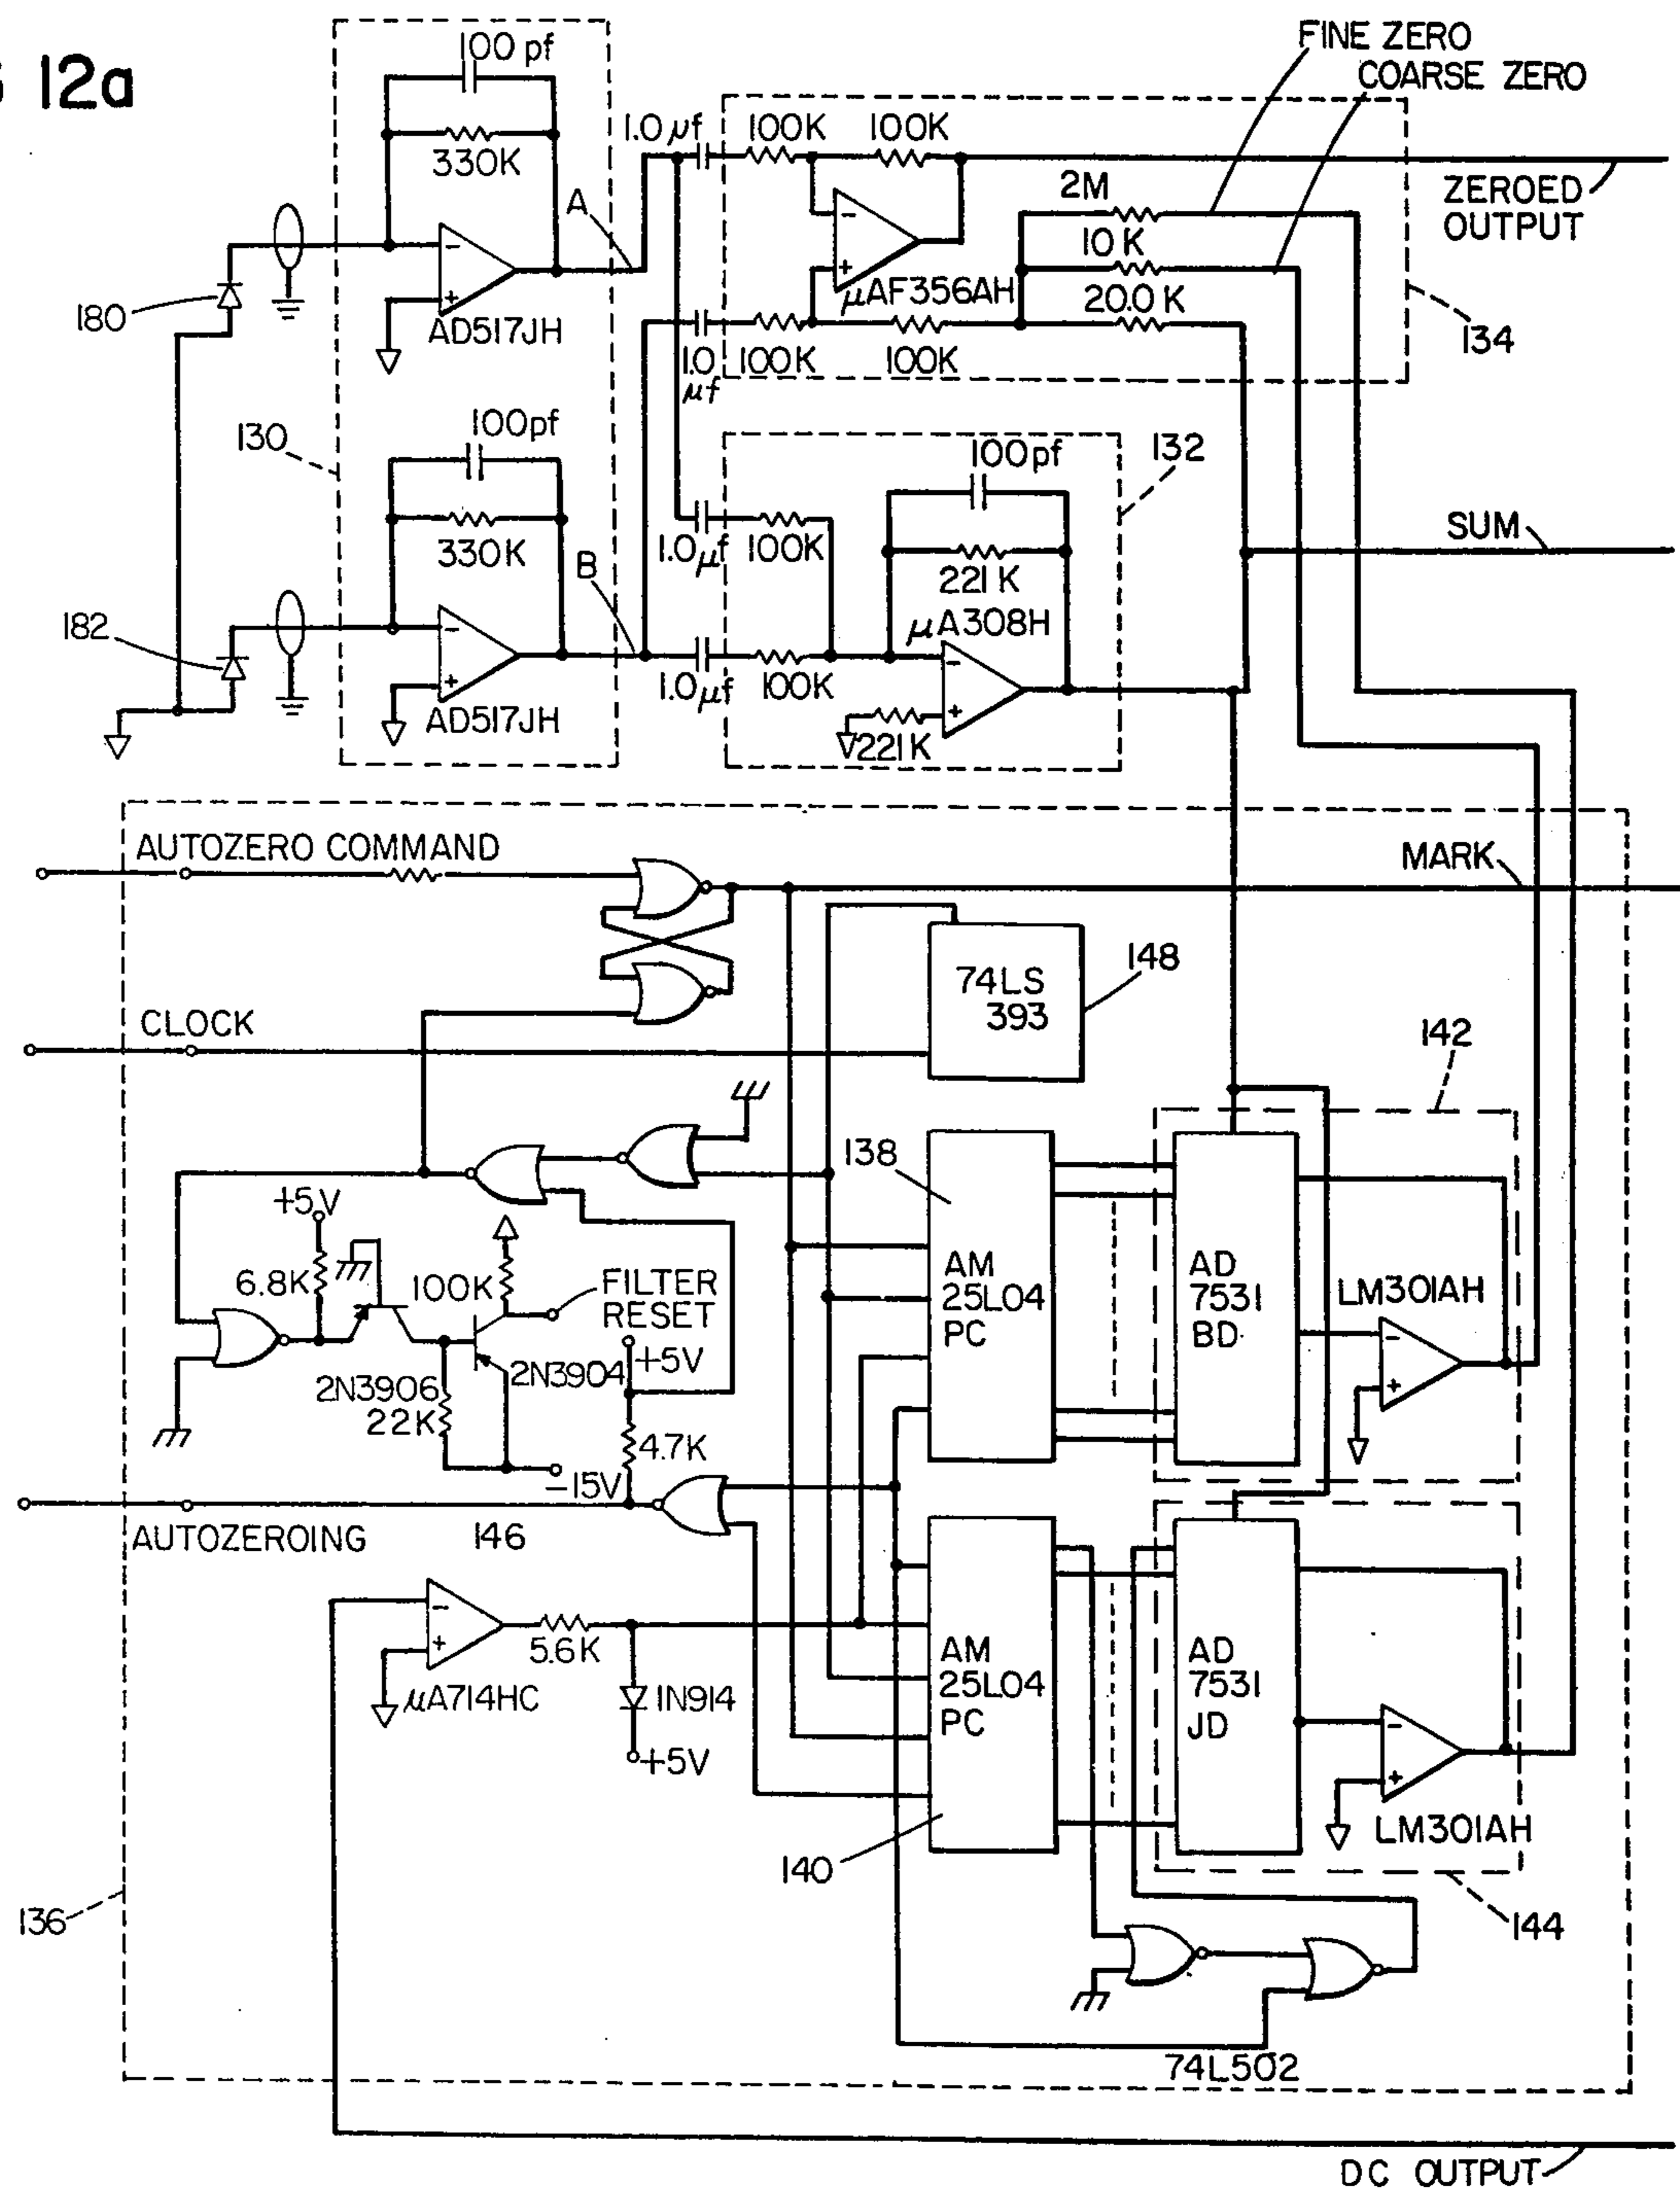 12a
100 pf
330K
A
180
AD517JH
1.0 µf
100K
100K
FINE ZERO
COARSE ZERO
2M
10 K
20.0 K
ZEROED
OUTPUT
µAF356AH
1.0
µf
100K
100K
134
130
100pf
330K
B
182
AD517JH
1.0µf
100K
1.0µf
100K
100pf
221K
µA308H
221K
132
SUM
AUTOZERO COMMAND
MARK
74LS
393
148
CLOCK
142
138
+5V
6.8K
100K
FILTER
RESET
+5V
2N3906
22K
2N3904
4.7K
-15V
AM
25L04
PC
AD
7531
BD
LM301AH
AUTOZEROING
146
5.6K
µA714HC
1N914
+5V
AM
25L04
PC
AD
7531
JD
LM301AH
140
136
144
74L502
DC OUTPUT